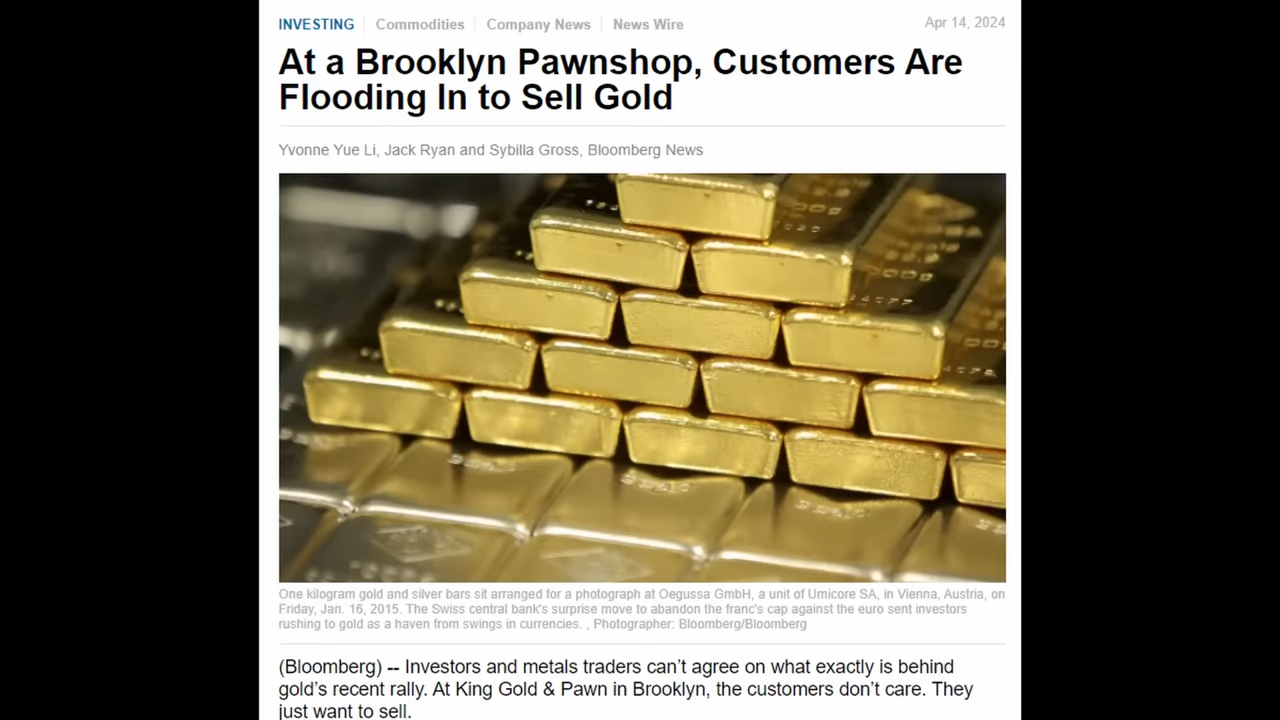 INVESTING Commodities Company News News Wire Apr 14, 2024
At a Brooklyn Pawnshop, Customers Are
Flooding In to Sell Gold
Yvonne Yue Li, Jack Ryan and Sybilla Gross, Bloomberg News
One kilogram gold and silver bars sit arranged for a photograph at Oegussa GmbH, a unit of Umicore SA, in Vienna, Austria, on
Friday, Jan. 16, 2015. The Swiss central bank's surprise move to abandon the franc's cap against the euro sent investors
rushing to gold as a haven from swings in currencies. , Photographer: Bloomberg/Bloomberg
(Bloomberg) -- Investors and metals traders can’t agree on what exactly is behind
gold’s recent rally. At King Gold & Pawn in Brooklyn, the customers don’t care. They
just want to sell.